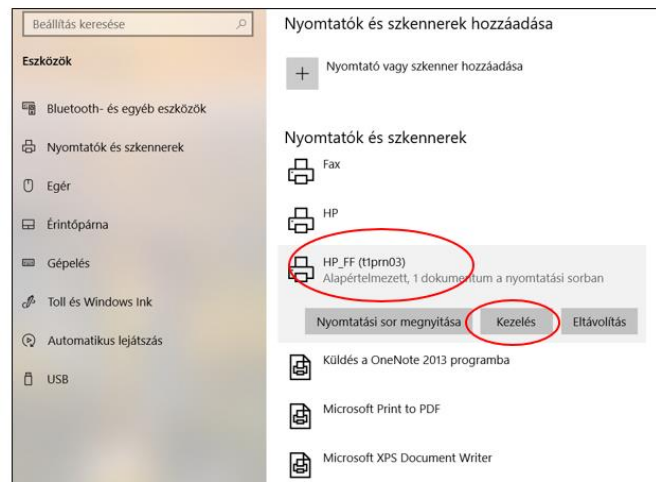 Beállítás keresése
Eszközök
Bluetooth- és egyéb eszközök
Nyomtatók és szkennerek
Egér
Érintőpárna
Gépelés
Toll és Windows Ink
Automatikus lejátszás
USB
Nyomtatók és szkennerek hozzáadása
Nyomtató vagy szkenner hozzáadása
Nyomtatók és szkennerek
Fax
HP
HP_FF (t1prn03)
Alapértelmezett, 1 dokumentum a nyomtatási sorban
Nyomtatási sor megnyitása Kezelés Eltávolítás
Küldés a OneNote 2013 programba
Microsoft Print to PDF
Microsoft XPS Document Writer